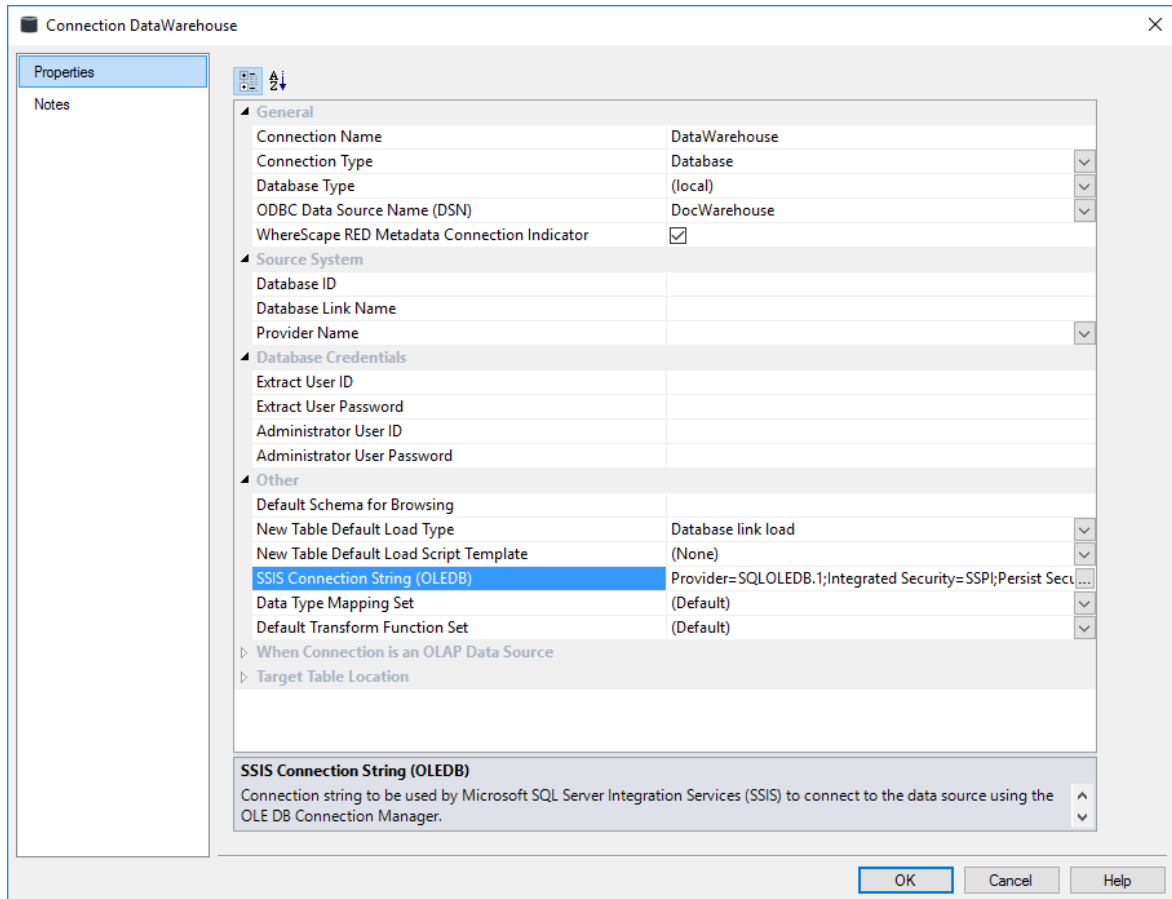 Connection DataWarehouse
Properties
Notes
General
Connection Name DataWarehouse
Connection Type Database
Database Type (local)
ODBC Data Source Name (DSN) DocWarehouse
WhereScape RED Metadata Connection Indicator
Source System
Database ID
Database Link Name
Provider Name
Database Credentials
Extract User ID
Extract User Password
Administrator User ID
Administrator User Password
Other
Default Schema for Browsing
New Table Default Load Type Database link load
New Table Default Load Script Template (None)
SSIS Connection String (OLEDB) Provider=SQLOLEDB.1;Integrated Security=SSPI;Persist Secu...
Data Type Mapping Set (Default)
Default Transform Function Set (Default)
When Connection is an OLAP Data Source
Target Table Location
SSIS Connection String (OLEDB)
Connection string to be used by Microsoft SQL Server Integration Services (SSIS) to connect to the data source using the
OLE DB Connection Manager.
OK Cancel Help